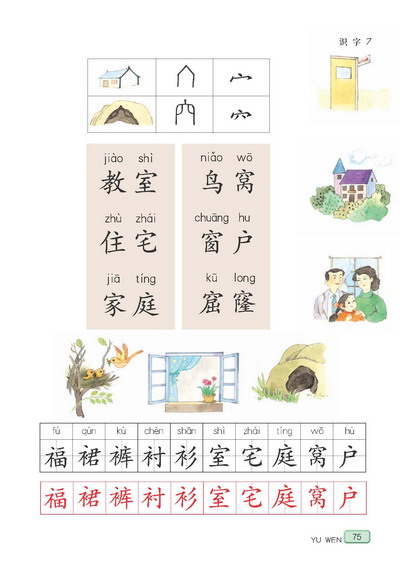 识字7
宀
穴
jiào shì niǎo wō
教室 鸟窝
zhù zhái chuāng hu
住宅 窗户
jiā tíng kū long
家庭 窟窿
fú qún kù chèn shān shì zhái tíng wō hù
福裙裤衬衫室宅庭窝户
福裙裤衬衫室宅庭窝户
YU WEN 75